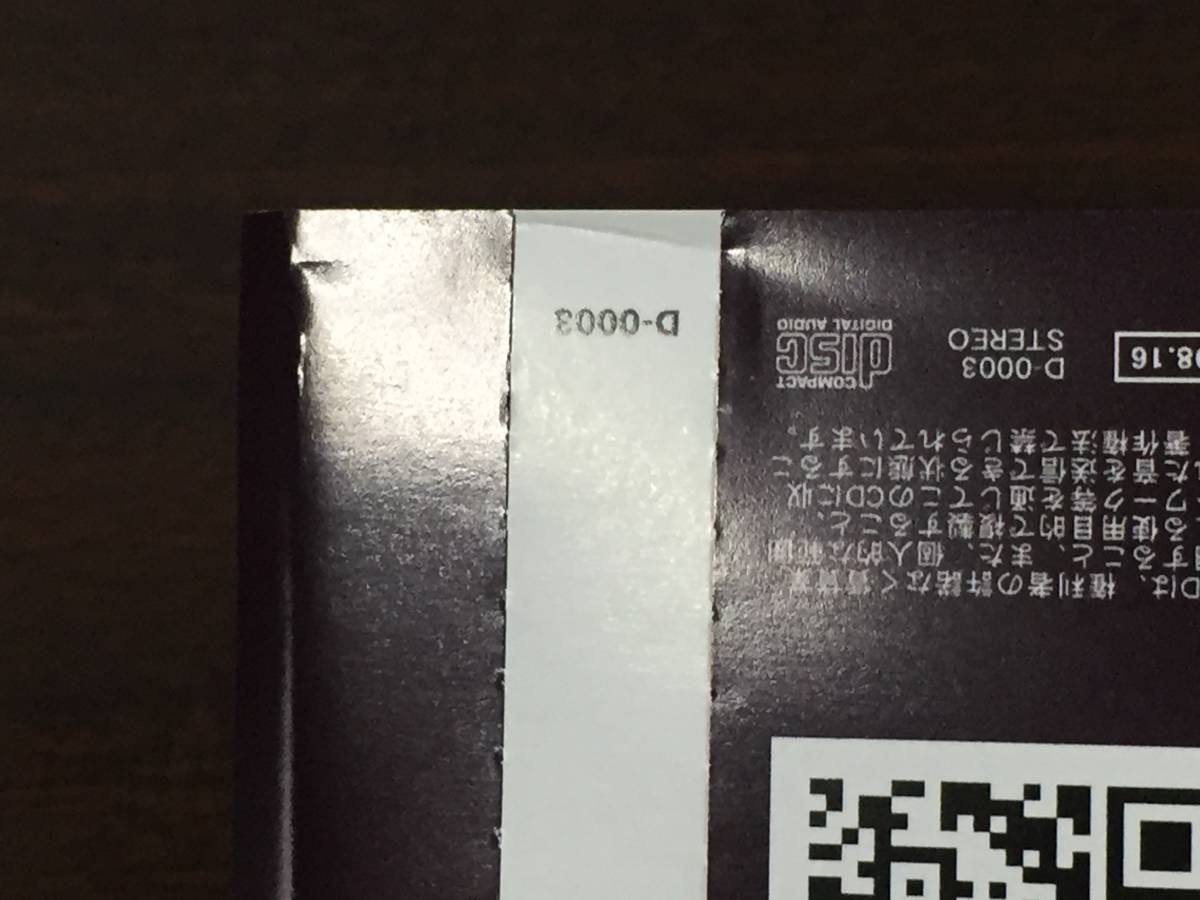 Dは、権利者の許諾なく賃貸業
用すること、また、個人的な範囲
る使用目的で複製すること、
ワーク等を通じてこのCDに収
れた音を送信できる状態にするこ
著作権法で禁じられています。
08.16
D-0003
STEREO
COMPACT
disc
DIGITAL AUDIO
D-0003